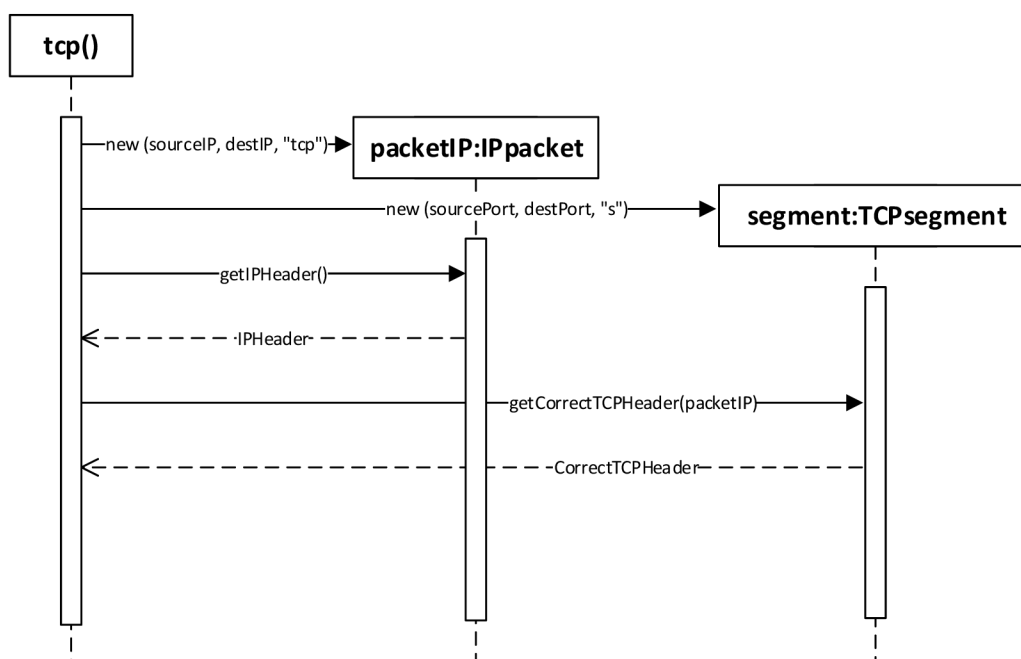 tcp()
new (sourceIP, destIP, "tcp")
packetIP:IPpacket
new (sourcePort, destPort, "s")
segment:TCPsegment
getIPHeader()
IPHeader
getCorrectTCPHeader(packetIP)
CorrectTCPHeader